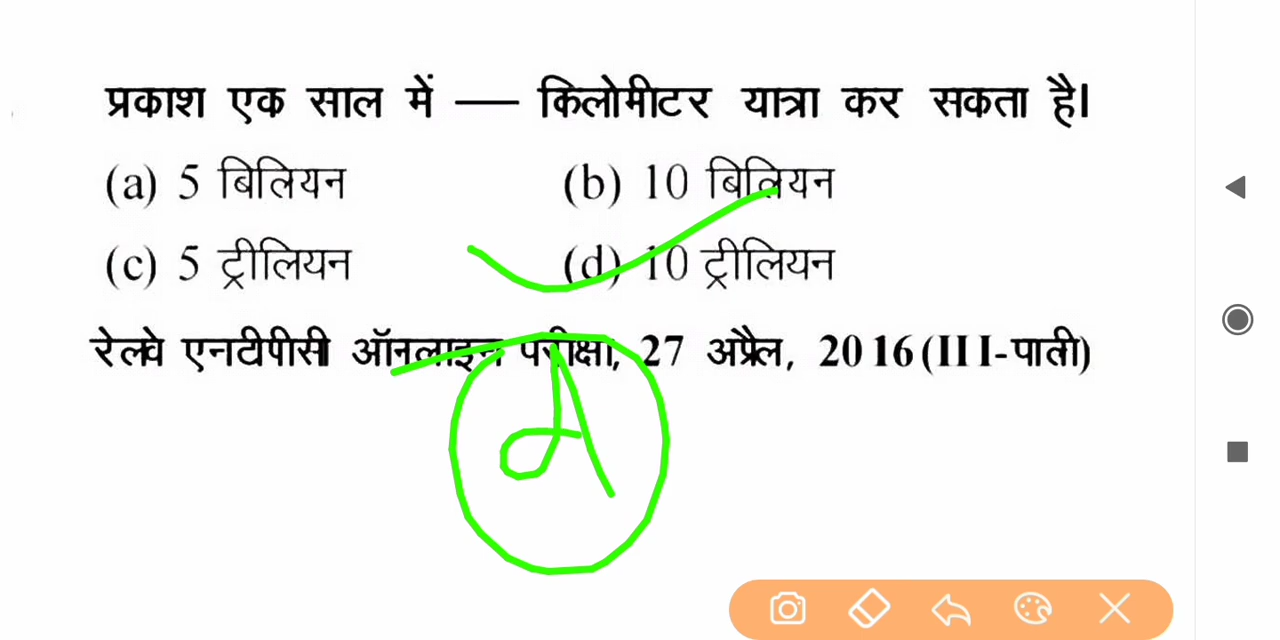 प्रकाश एक साल में — किलोमीटर यात्रा कर सकता है।
(a) 5 बिलियन (b) 10 बिलियन
(c) 5 ट्रीलियन (d) 10 ट्रीलियन
रेलवे एनटीपीसी ऑनलाइन परीक्षा, 27 अप्रैल, 2016 (III-पाली)
d